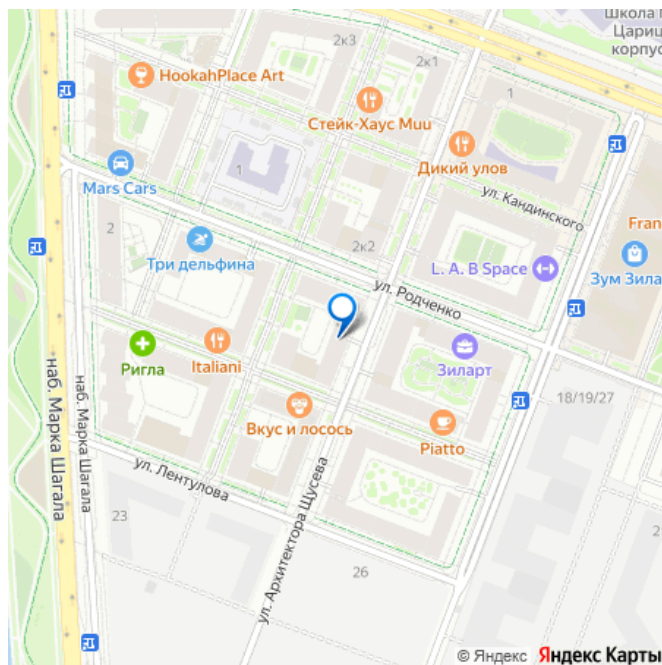 Школа
Цариц
корпус
2к3
2к1
HookahPlace Art
1
Стейк-Хаус Muu
Дикий улов
1
Mars Cars
ул. Кандинского
2
2к2
Fran
Три дельфина
L. A. B Space
Зум Зила
ул. Родченко
Ригла
Italiani
Зиларт
наб. Марка Шагала
наб. Марка Шагала
18/19/27
Вкус и лосось
Piatto
ул. Лентулова
ул. Архитектора Щусева
23
26
2
© Яндекс Яндекс Карты